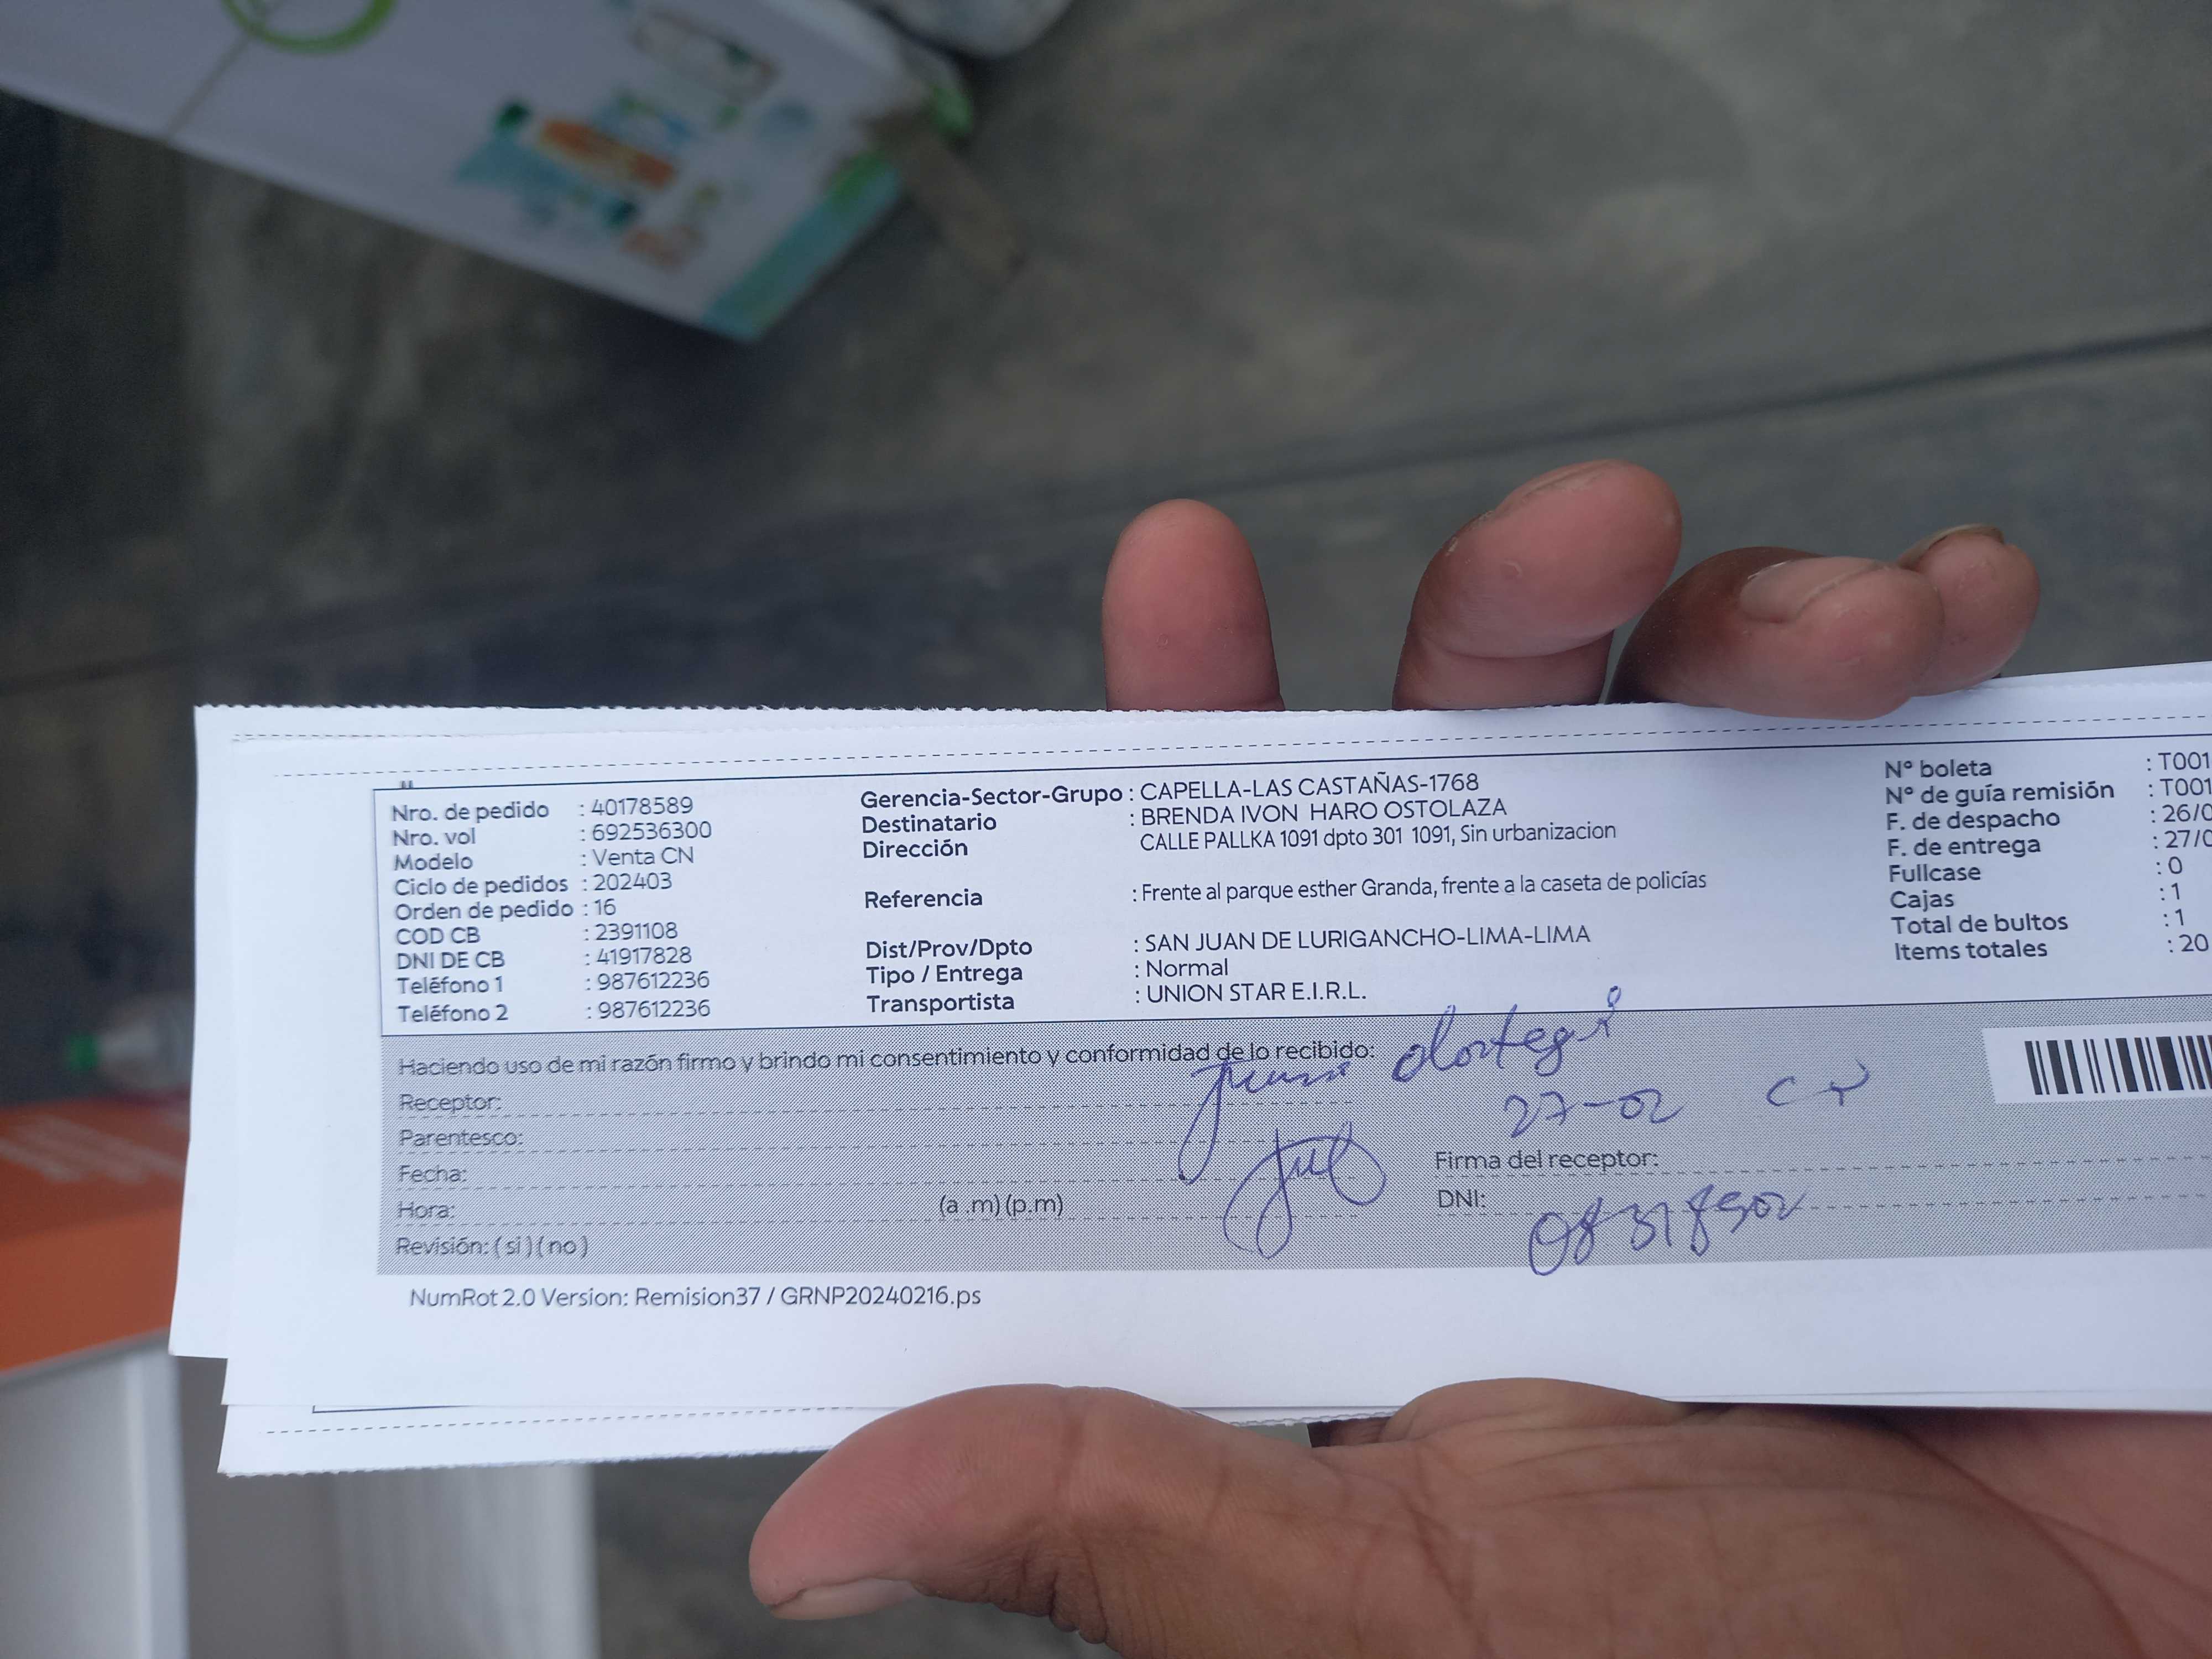 Nro. de pedido : 40178589
Nro. vol : 692536300
Modelo : Venta CN
Ciclo de pedidos : 202403
Orden de pedido : 16
COD CB : 2391108
DNI DE CB : 41917828
Teléfono 1 : 987612236
Teléfono 2 : 987612236
Gerencia-Sector-Grupo : CAPELLA-LAS CASTAÑAS-1768
Destinatario : BRENDA IVON HARO OSTOLAZA
Dirección CALLE PALLKA 1091 dpto 301 1091, Sin urbanizacion
Referencia : Frente al parque esther Granda, frente a la caseta de policías
Dist/Prov/Dpto : SAN JUAN DE LURIGANCHO-LIMA-LIMA
Tipo / Entrega : Normal
Transportista : UNION STAR E.I.R.L.
Nº boleta : T001
Nº de guía remisión : T001
F. de despacho : 26/0
F. de entrega : 27/0
Fullcase : 0
Cajas : 1
Total de bultos : 1
Items totales : 20
Haciendo uso de mi razón firmo y brindo mi consentimiento y conformidad de lo recibido:
Receptor:
27-02
Parentesco:
Fecha:
Firma del receptor:
Hora: (a .m) (p.m)
DNI:
Revisión: ( si ) ( no )
NumRot 2.0 Version: Remision37 / GRNP20240216.ps